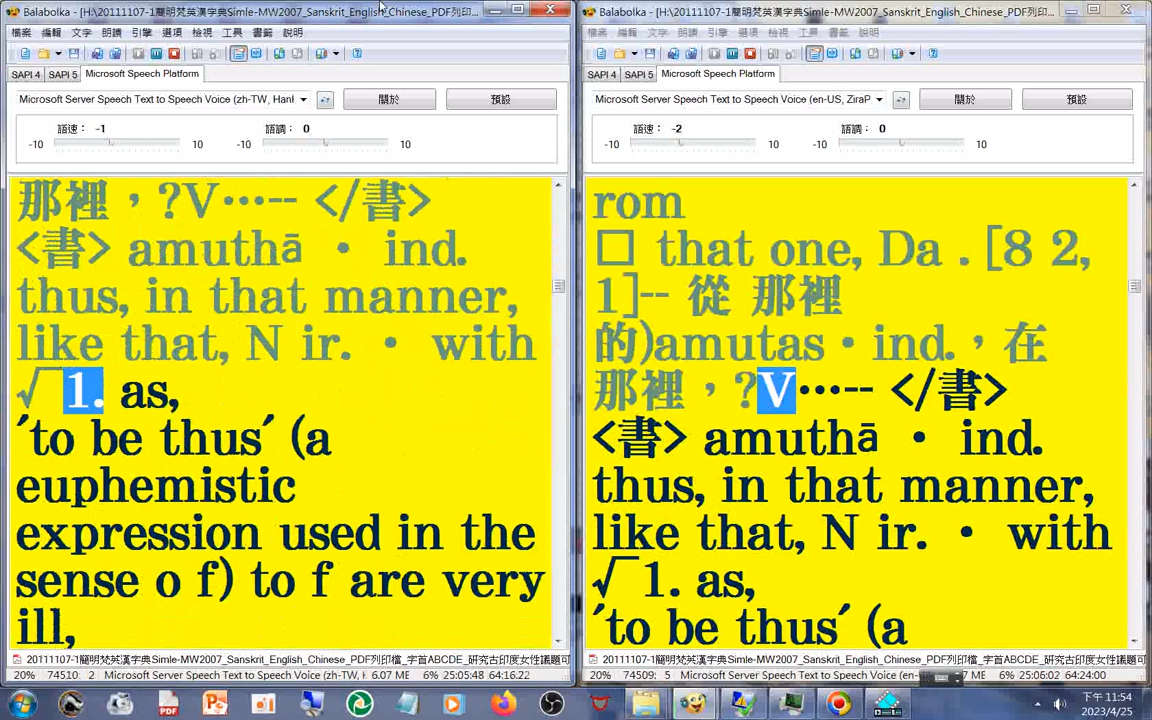 Balabolka - [H:\20111107-1簡明梵英漢字典Simle-MW2007_Sanskrit_English_Chinese_PDF列印...
檔案 編輯 文字 朗讀 引擎 選項 檢視 工具 書籤 說明
SAPI 4 SAPI 5 Microsoft Speech Platform
Microsoft Server Speech Text to Speech Voice (zh-TW, Hanl
關於
預設
語速： -1
語調： 0
-10 10 -10 10
那裡，?V…-- </書>
<書> amuthā • ind.
thus, in that manner,
like that, N ir. • with
√ 1. as,
'to be thus' (a
euphemistic
expression used in the
sense o f) to f are very
ill,
20111107-1簡明梵英漢字典Simle-MW2007_Sanskrit_English_Chinese_PDF列印檔_字首ABCDE_研究古印度女性議題可
20% 74510: 2 Microsoft Server Speech Text to Speech Voice (zh-TW, 6.07 MB 6% 25:05:48 64:16.22
Balabolka - [H:\20111107-1簡明梵英漢字典Simle-MW2007_Sanskrit_English_Chinese_PDF列印...
檔案 編輯 文字 朗讀 引擎 選項 檢視 工具 書籤 說明
SAPI 4 SAPI 5 Microsoft Speech Platform
Microsoft Server Speech Text to Speech Voice (en-US, ZiraP
關於
預設
語速： -2
語調： 0
-10 10 -10 10
rom
□ that one, Da . [8 2,
1]-- 從 那裡
的)amutas•ind.，在
那裡，?V…-- </書>
<書> amuthā • ind.
thus, in that manner,
like that, N ir. • with
√ 1. as,
'to be thus' (a
20111107-1簡明梵英漢字典Simle-MW2007_Sanskrit_English_Chinese_PDF列印檔_字首ABCDE_研究古印度女性議題可
20% 74509: 5 Microsoft Server Speech Text to Speech Voice (en- 6% 25:06:02 64:24:00
下午 11:54
2023/4/25